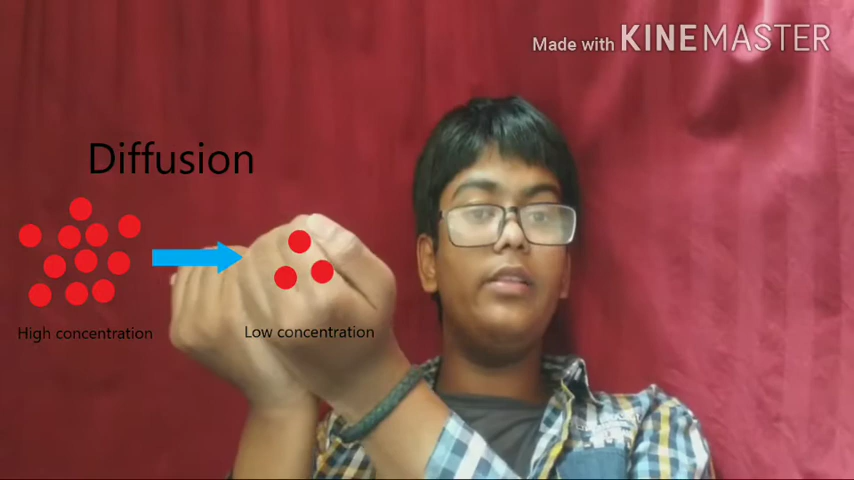 Made with KINEMASTER
Diffusion
High concentration
Low concentration